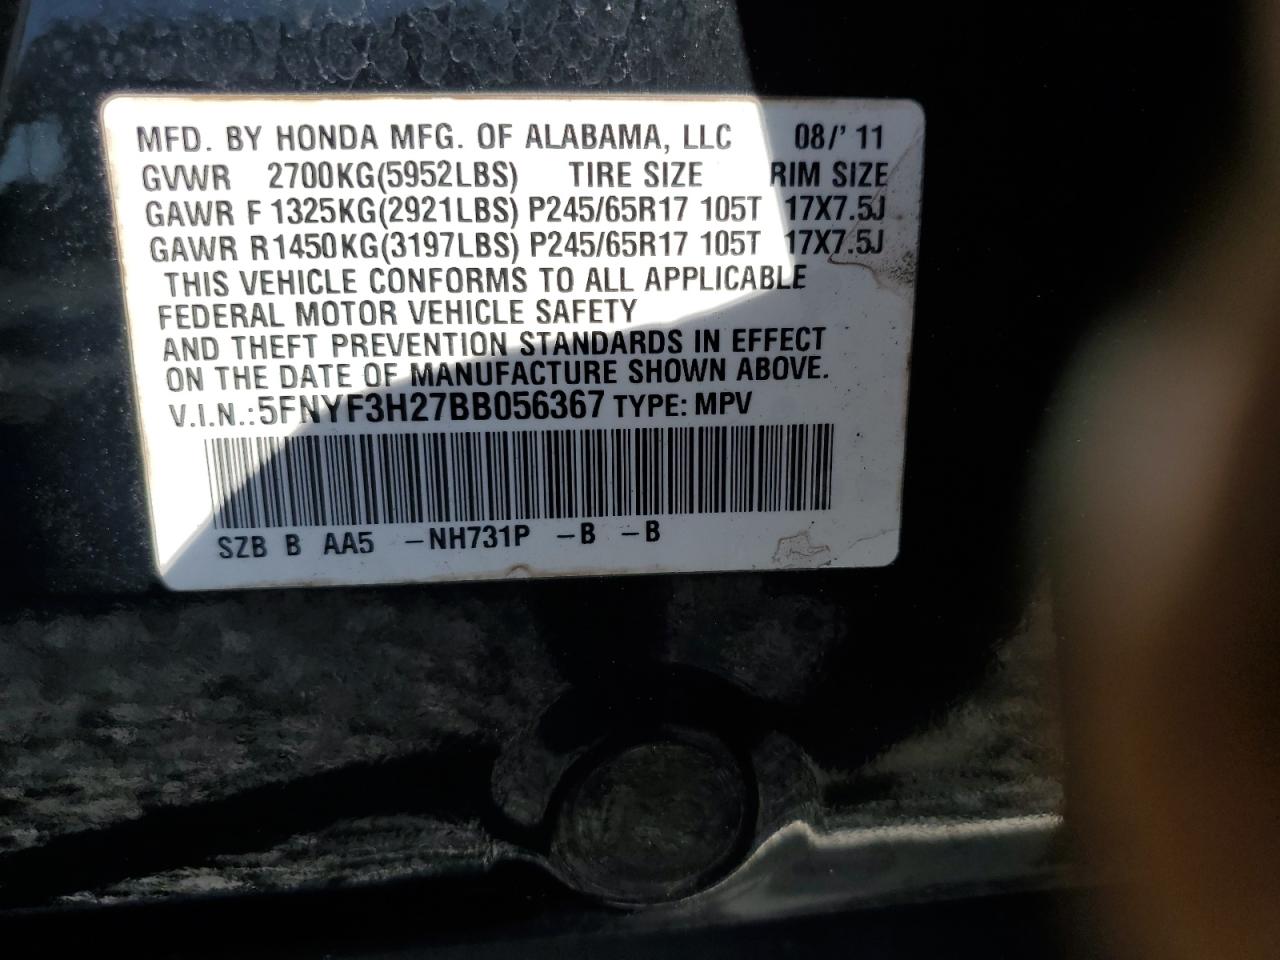 MFD. BY HONDA MFG. OF ALABAMA, LLC 08/' 11
GVWR 2700KG(5952LBS) TIRE SIZE RIM SIZE
GAWR F 1325KG(2921LBS) P245/65R17 105T 17X7.5J
GAWR R1450KG(3197LBS) P245/65R17 105T 17X7.5J
THIS VEHICLE CONFORMS TO ALL APPLICABLE
FEDERAL MOTOR VEHICLE SAFETY
AND THEFT PREVENTION STANDARDS IN EFFECT
ON THE DATE OF MANUFACTURE SHOWN ABOVE.
V.I.N.:5FNYF3H27BB056367 TYPE: MPV
SZB B AA5 -NH731P -B -B